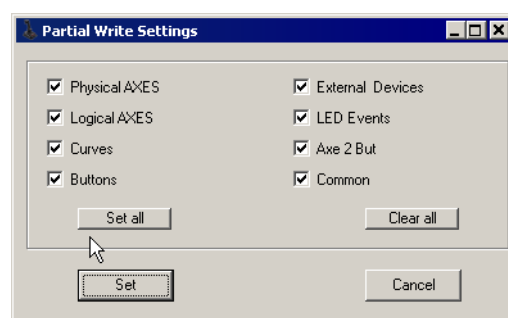 Partial Write Settings
Physical AXES
External Devices
Logical AXES
LED Events
Curves
Axe 2 But
Buttons
Common
Set all
Clear all
Set
Cancel